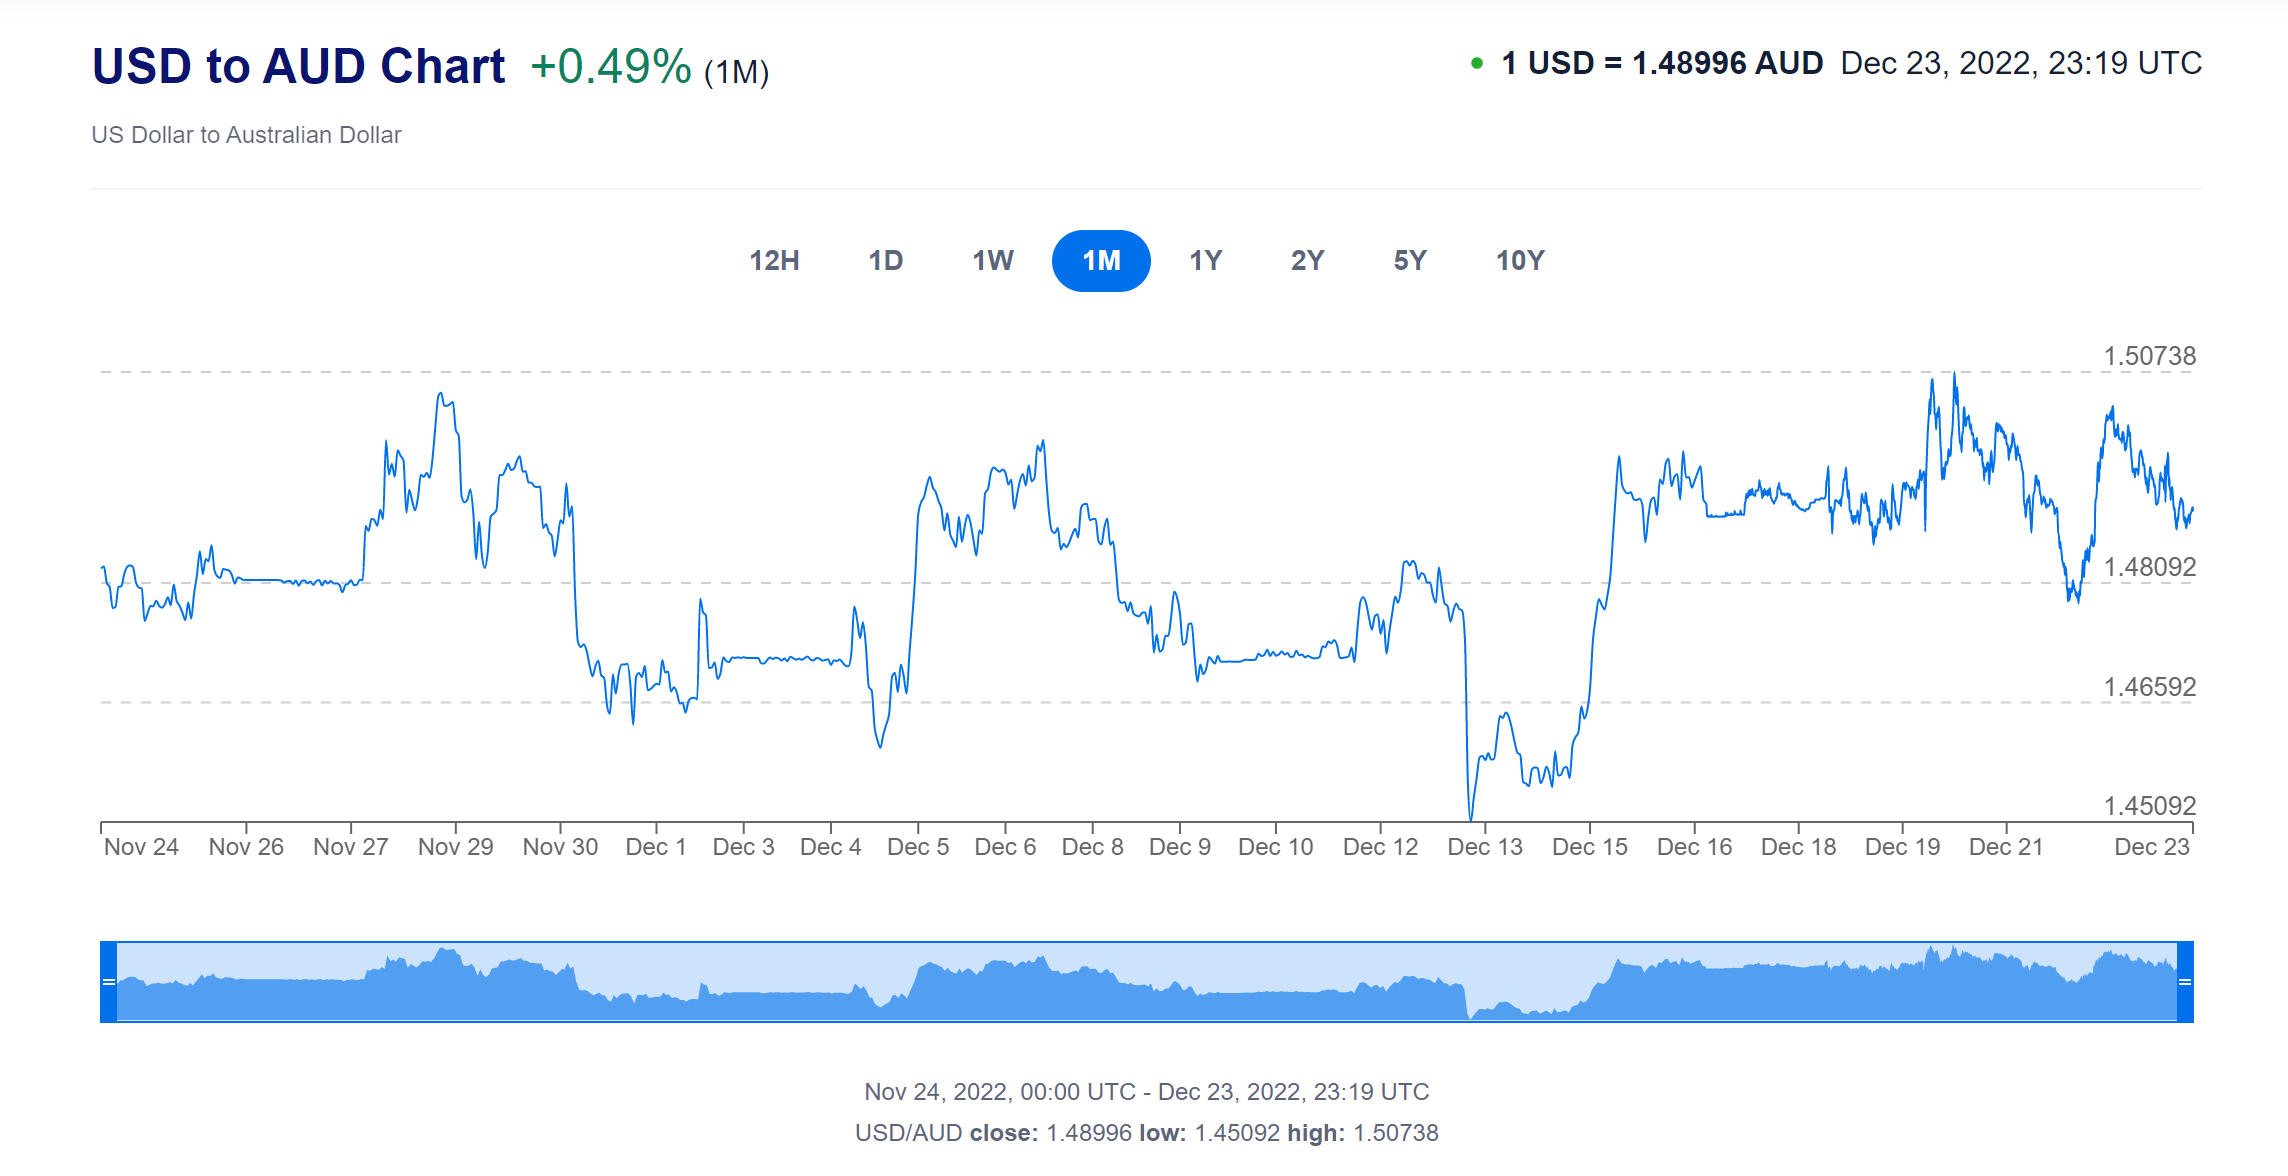 USD to AUD Chart +0.49% (1M)
1 USD = 1.48996 AUD Dec 23, 2022, 23:19 UTC
US Dollar to Australian Dollar
12H 1D 1W 1M 1Y 2Y 5Y 10Y
1.50738
1.48092
1.46592
1.45092
Nov 24 Nov 26 Nov 27 Nov 29 Nov 30 Dec 1 Dec 3 Dec 4 Dec 5 Dec 6 Dec 8 Dec 9 Dec 10 Dec 12 Dec 13 Dec 15 Dec 16 Dec 18 Dec 19 Dec 21 Dec 23
Nov 24, 2022, 00:00 UTC - Dec 23, 2022, 23:19 UTC
USD/AUD close: 1.48996 low: 1.45092 high: 1.50738